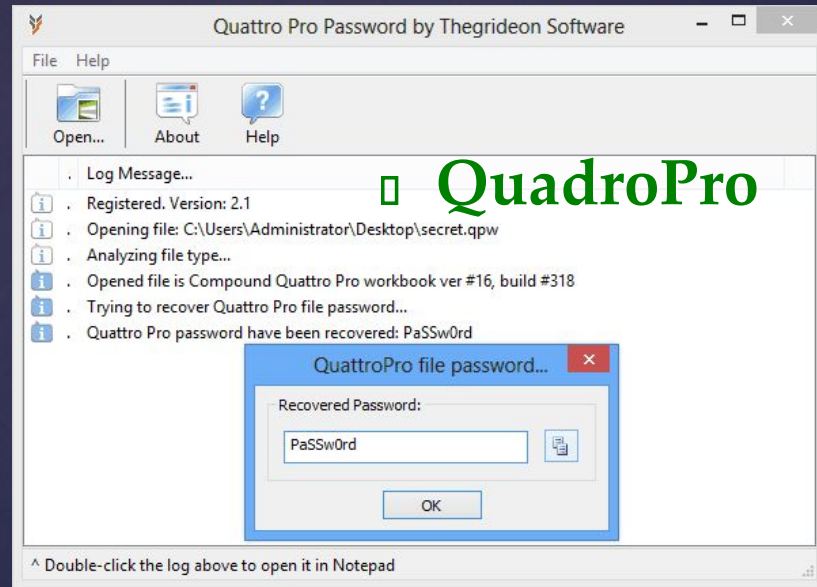 Quattro Pro Password by Thegrideon Software
File Help
Open... About Help
. Log Message...
QuadroPro
. Registered. Version: 2.1
. Opening file: C:\Users\Administrator\Desktop\secret.qpw
. Analyzing file type...
. Opened file is Compound Quattro Pro workbook ver #16, build #318
. Trying to recover Quattro Pro file password...
. Quattro Pro password have been recovered: PaSSw0rd
QuattroPro file password...
Recovered Password:
PaSSw0rd
OK
^ Double-click the log above to open it in Notepad